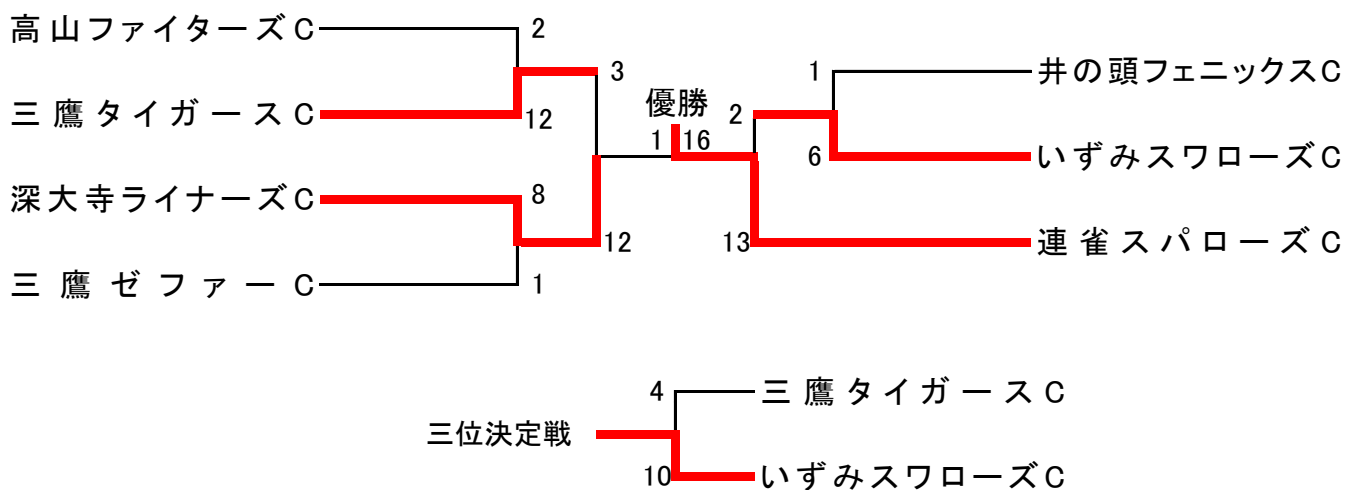 高山ファイターズC 2
3
1 井の頭フェニックスC
優勝
三鷹タイガースC 12
2
1 16
6 いずみスワローズC
深大寺ライナーズC 8
12
13 連雀スパローズC
三鷹ゼファーC 1
4 三鷹タイガースC
三位決定戦
10 いずみスワローズC